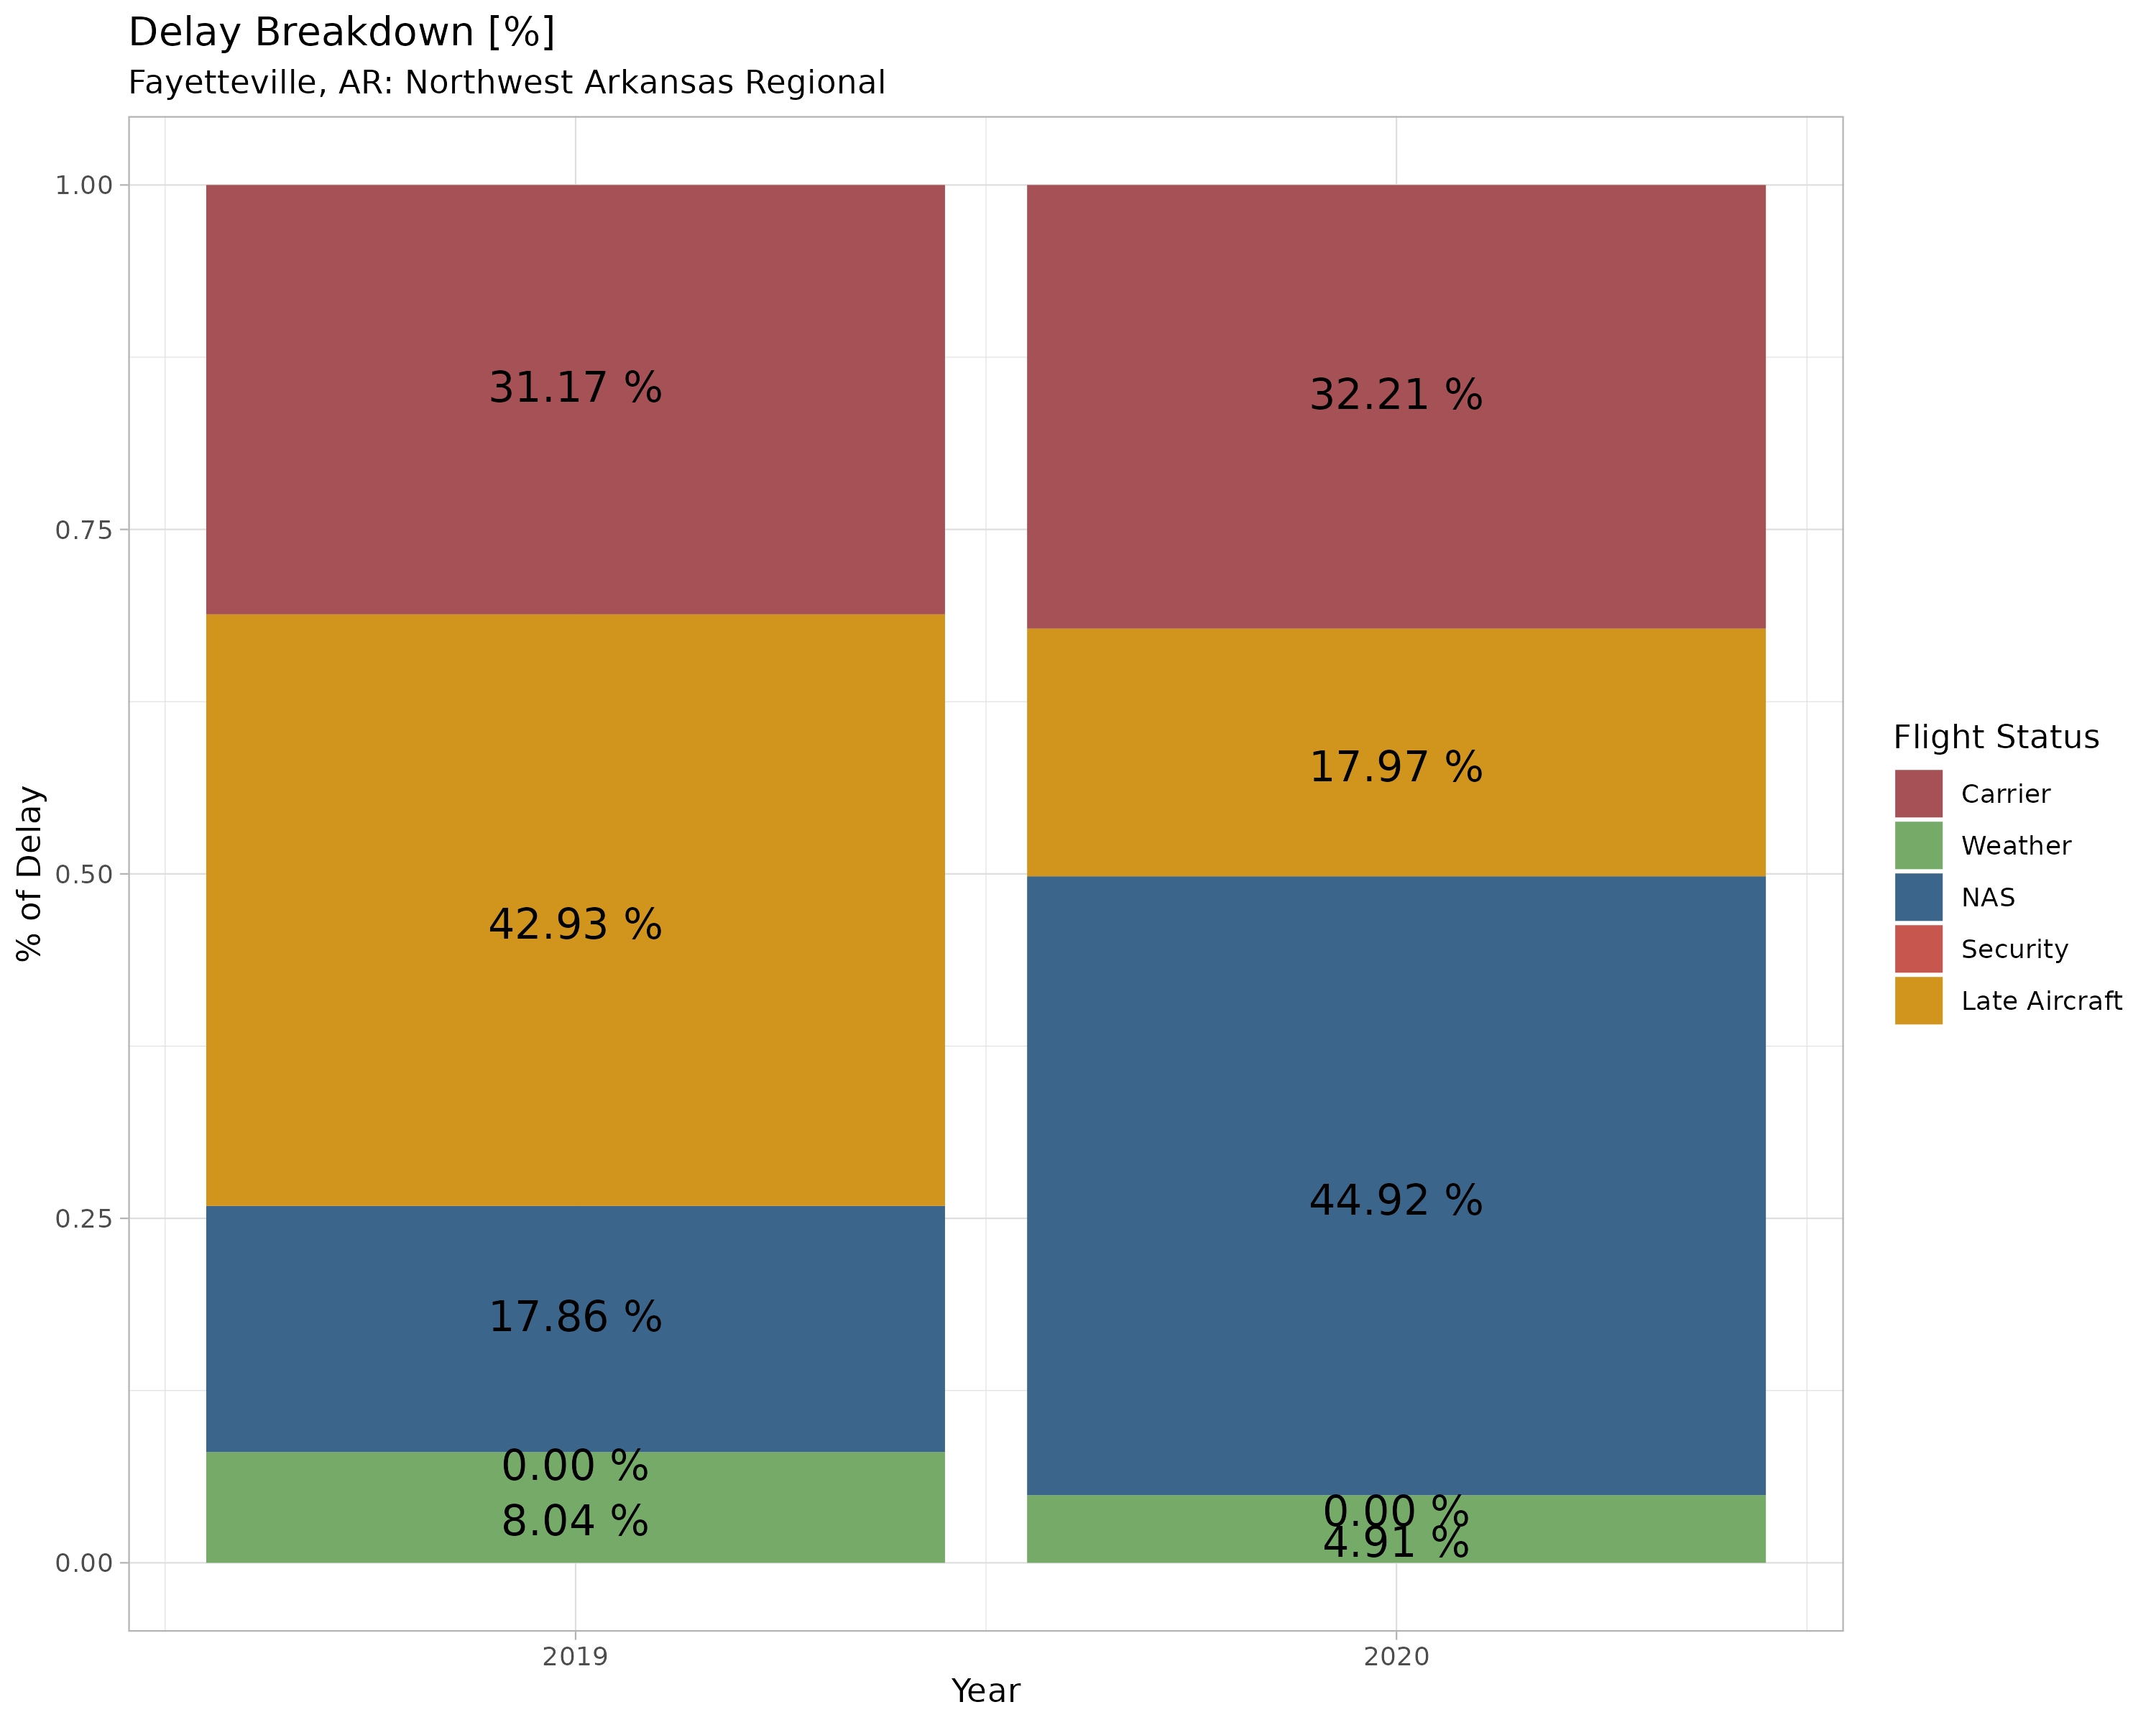 Delay Breakdown [%]
Fayetteville, AR: Northwest Arkansas Regional
% of Delay
1.00
0.75
0.50
0.25
0.00
31.17 %
42.93 %
17.86 %
0.00 %
8.04 %
32.21 %
17.97 %
44.92 %
0.00 %
4.91 %
2019
2020
Year
Flight Status
Carrier
Weather
NAS
Security
Late Aircraft